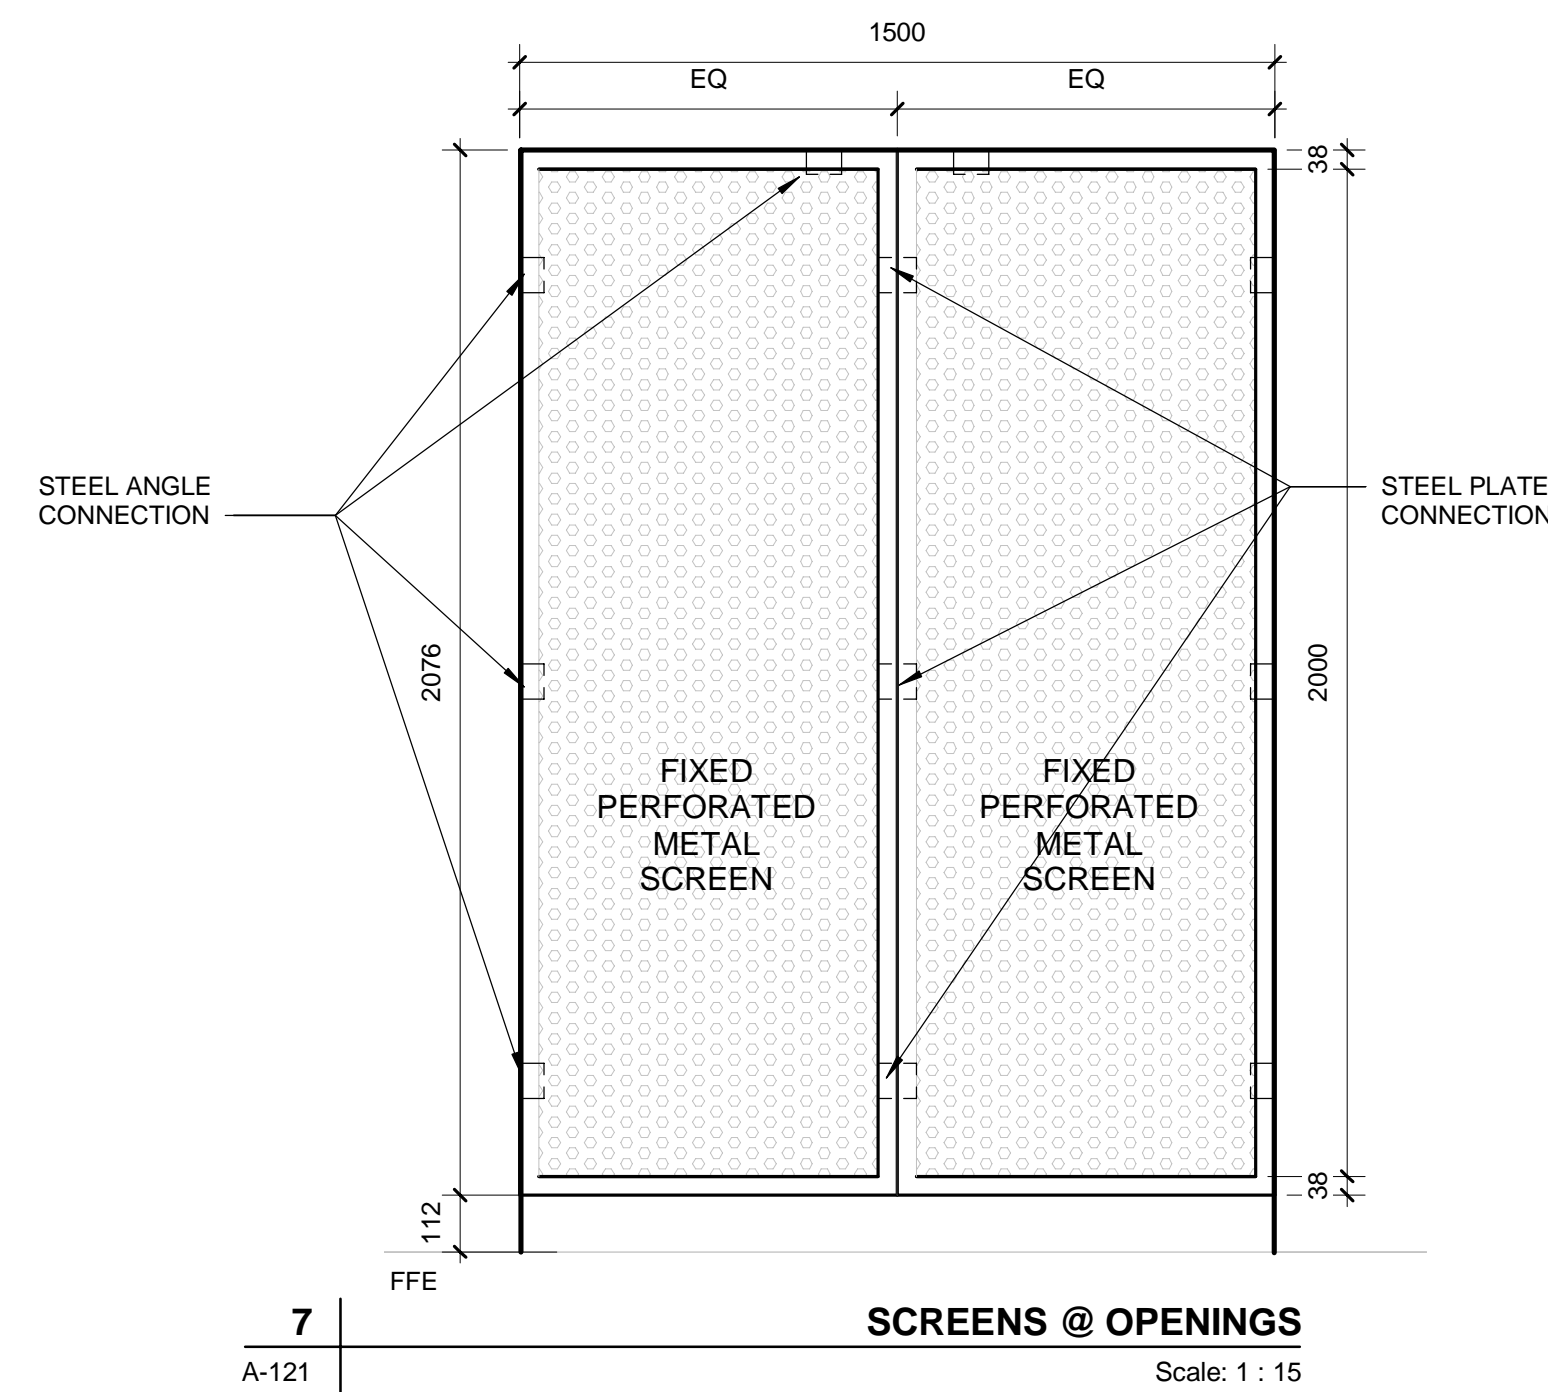 1500
EQ
EQ
38
STEEL ANGLE
CONNECTION
STEEL PLATE
CONNECTION
2076
2000
FIXED
PERFORATED
METAL
SCREEN
FIXED
PERFORATED
METAL
SCREEN
38
112
FFE
7
SCREENS @ OPENINGS
A-121
Scale: 1 : 15